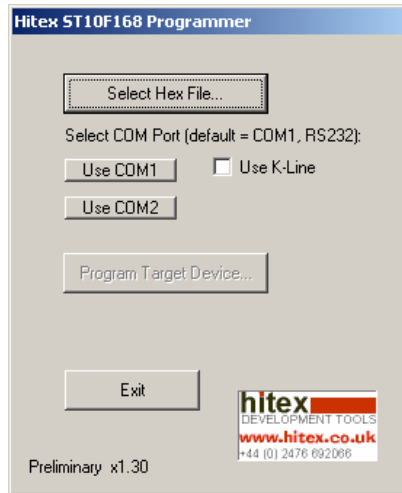 Hitex ST10F168 Programmer
Select Hex File...
Select COM Port (default = COM1, RS232):
Use COM1
Use K-Line
Use COM2
Program Target Device...
Exit
hitex
DEVELOPMENT TOOLS
www.hitex.co.uk
+44 (0) 2476 692066
Preliminary x1.30